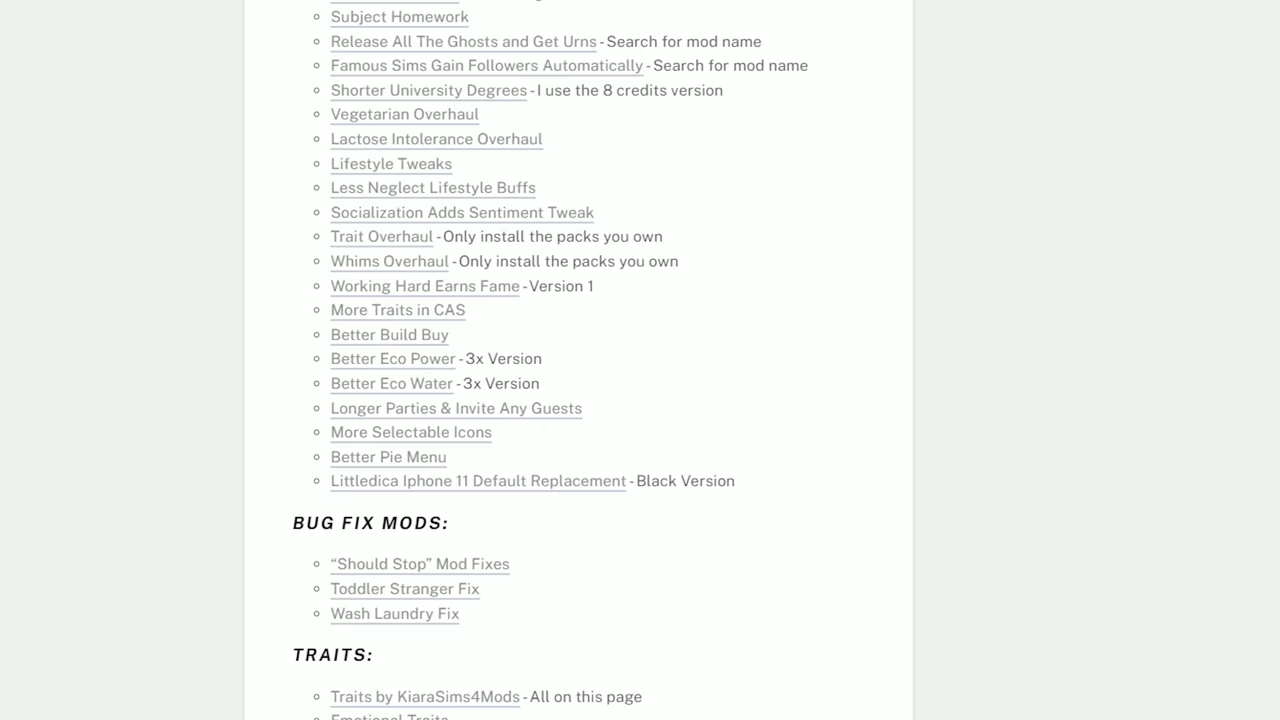 Subject Homework
Release All The Ghosts and Get Urns - Search for mod name
Famous Sims Gain Followers Automatically - Search for mod name
Shorter University Degrees - I use the 8 credits version
Vegetarian Overhaul
Lactose Intolerance Overhaul
Lifestyle Tweaks
Less Neglect Lifestyle Buffs
Socialization Adds Sentiment Tweak
Trait Overhaul - Only install the packs you own
Whims Overhaul - Only install the packs you own
Working Hard Earns Fame - Version 1
More Traits in CAS
Better Build Buy
Better Eco Power - 3x Version
Better Eco Water - 3x Version
Longer Parties & Invite Any Guests
More Selectable Icons
Better Pie Menu
Littledica Iphone 11 Default Replacement - Black Version
BUG FIX MODS:
“Should Stop” Mod Fixes
Toddler Stranger Fix
Wash Laundry Fix
TRAITS:
Traits by KiaraSims4Mods - All on this page
Emotional Traits